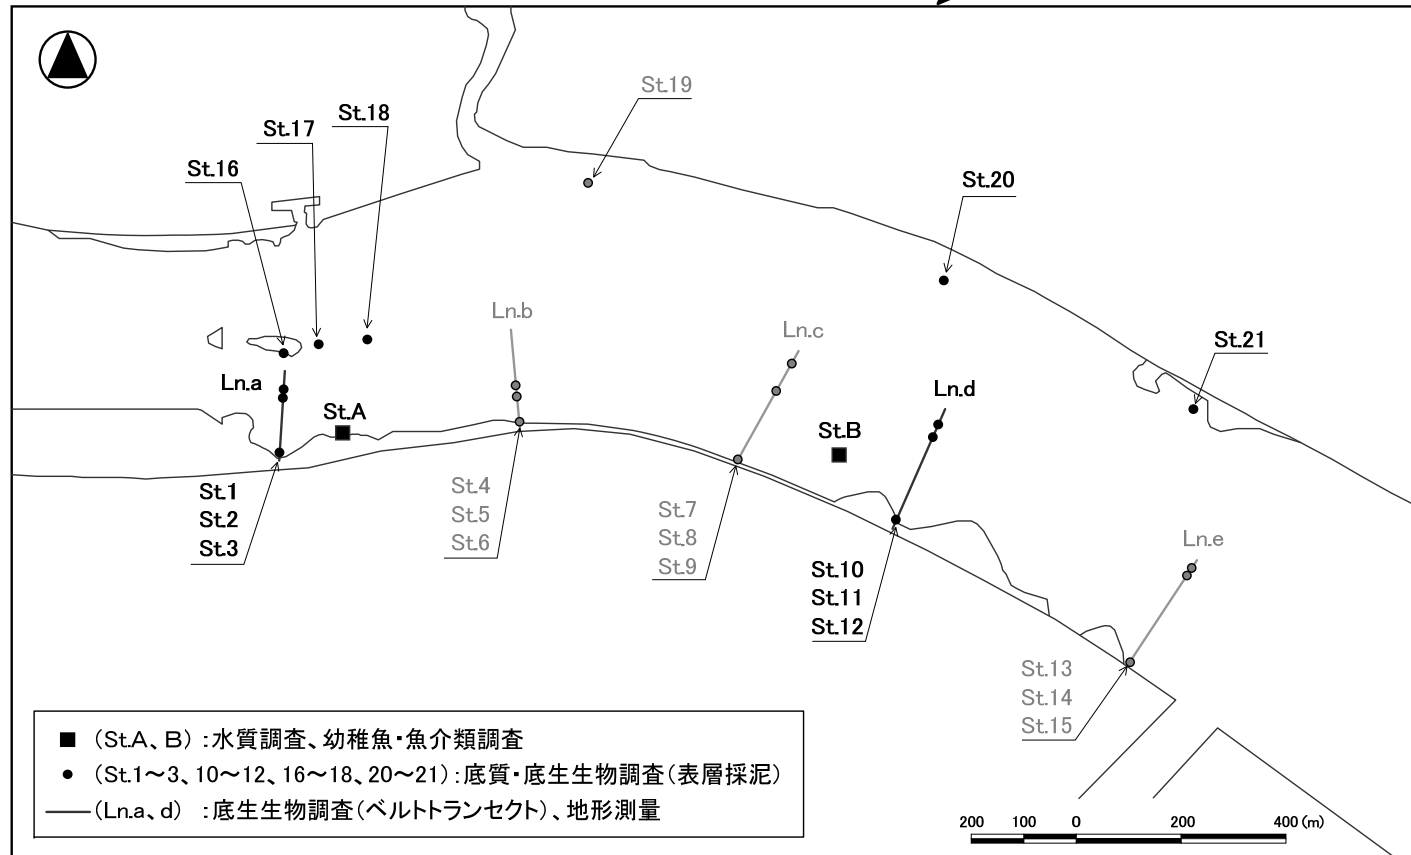 St.19
St.18
St.17
St.16
St.20
Ln.b
Ln.c
St.21
Ln.a
St.A
Ln.d
St.B
St.1
St.2
St.3
St.4
St.5
St.6
St.7
St.8
St.9
Ln.e
St.10
St.11
St.12
St.13
St.14
St.15
■ (St.A、B) :水質調査、幼稚魚・魚介類調査
● (St.1～3、10～12、16～18、20～21):底質・底生生物調査(表層採泥)
(Ln.a、d) :底生生物調査(ベルトトランセクト)、地形測量
200 100 0 200 400 (m)